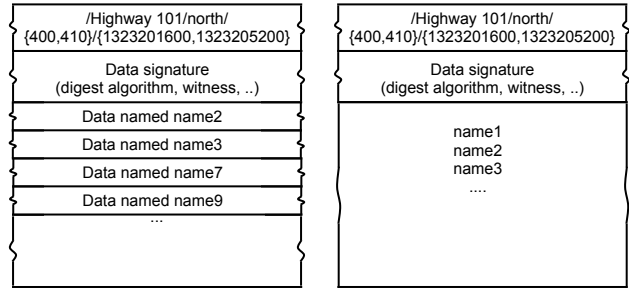 /Highway 101/north/
{400,410}/{1323201600,1323205200}
Data signature
(digest algorithm, witness, ..)
Data named name2
Data named name3
Data named name7
Data named name9
...
/Highway 101/north/
{400,410}/{1323201600,1323205200}
Data signature
(digest algorithm, witness, ..)
name1
name2
name3
....